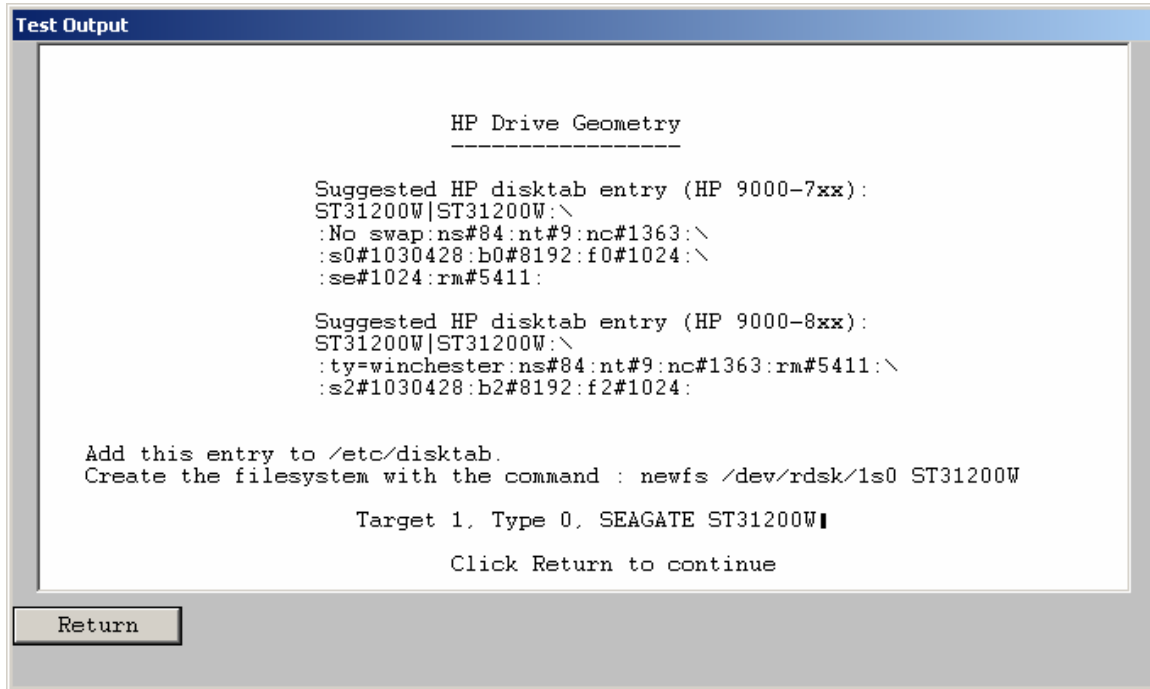 Test Output
HP Drive Geometry
-----------------
Suggested HP disktab entry (HP 9000-7xx):
ST31200W|ST31200W:\
:No swap:ns#84:nt#9:nc#1363:\
:s0#1030428:b0#8192:f0#1024:\
:se#1024:rm#5411:
Suggested HP disktab entry (HP 9000-8xx):
ST31200W|ST31200W:\
:ty=winchester:ns#84:nt#9:nc#1363:rm#5411:\
:s2#1030428:b2#8192:f2#1024:
Add this entry to /etc/disktab.
Create the filesystem with the command : newfs /dev/rdsk/1s0 ST31200W
Target 1, Type 0, SEAGATE ST31200W
Click Return to continue
Return